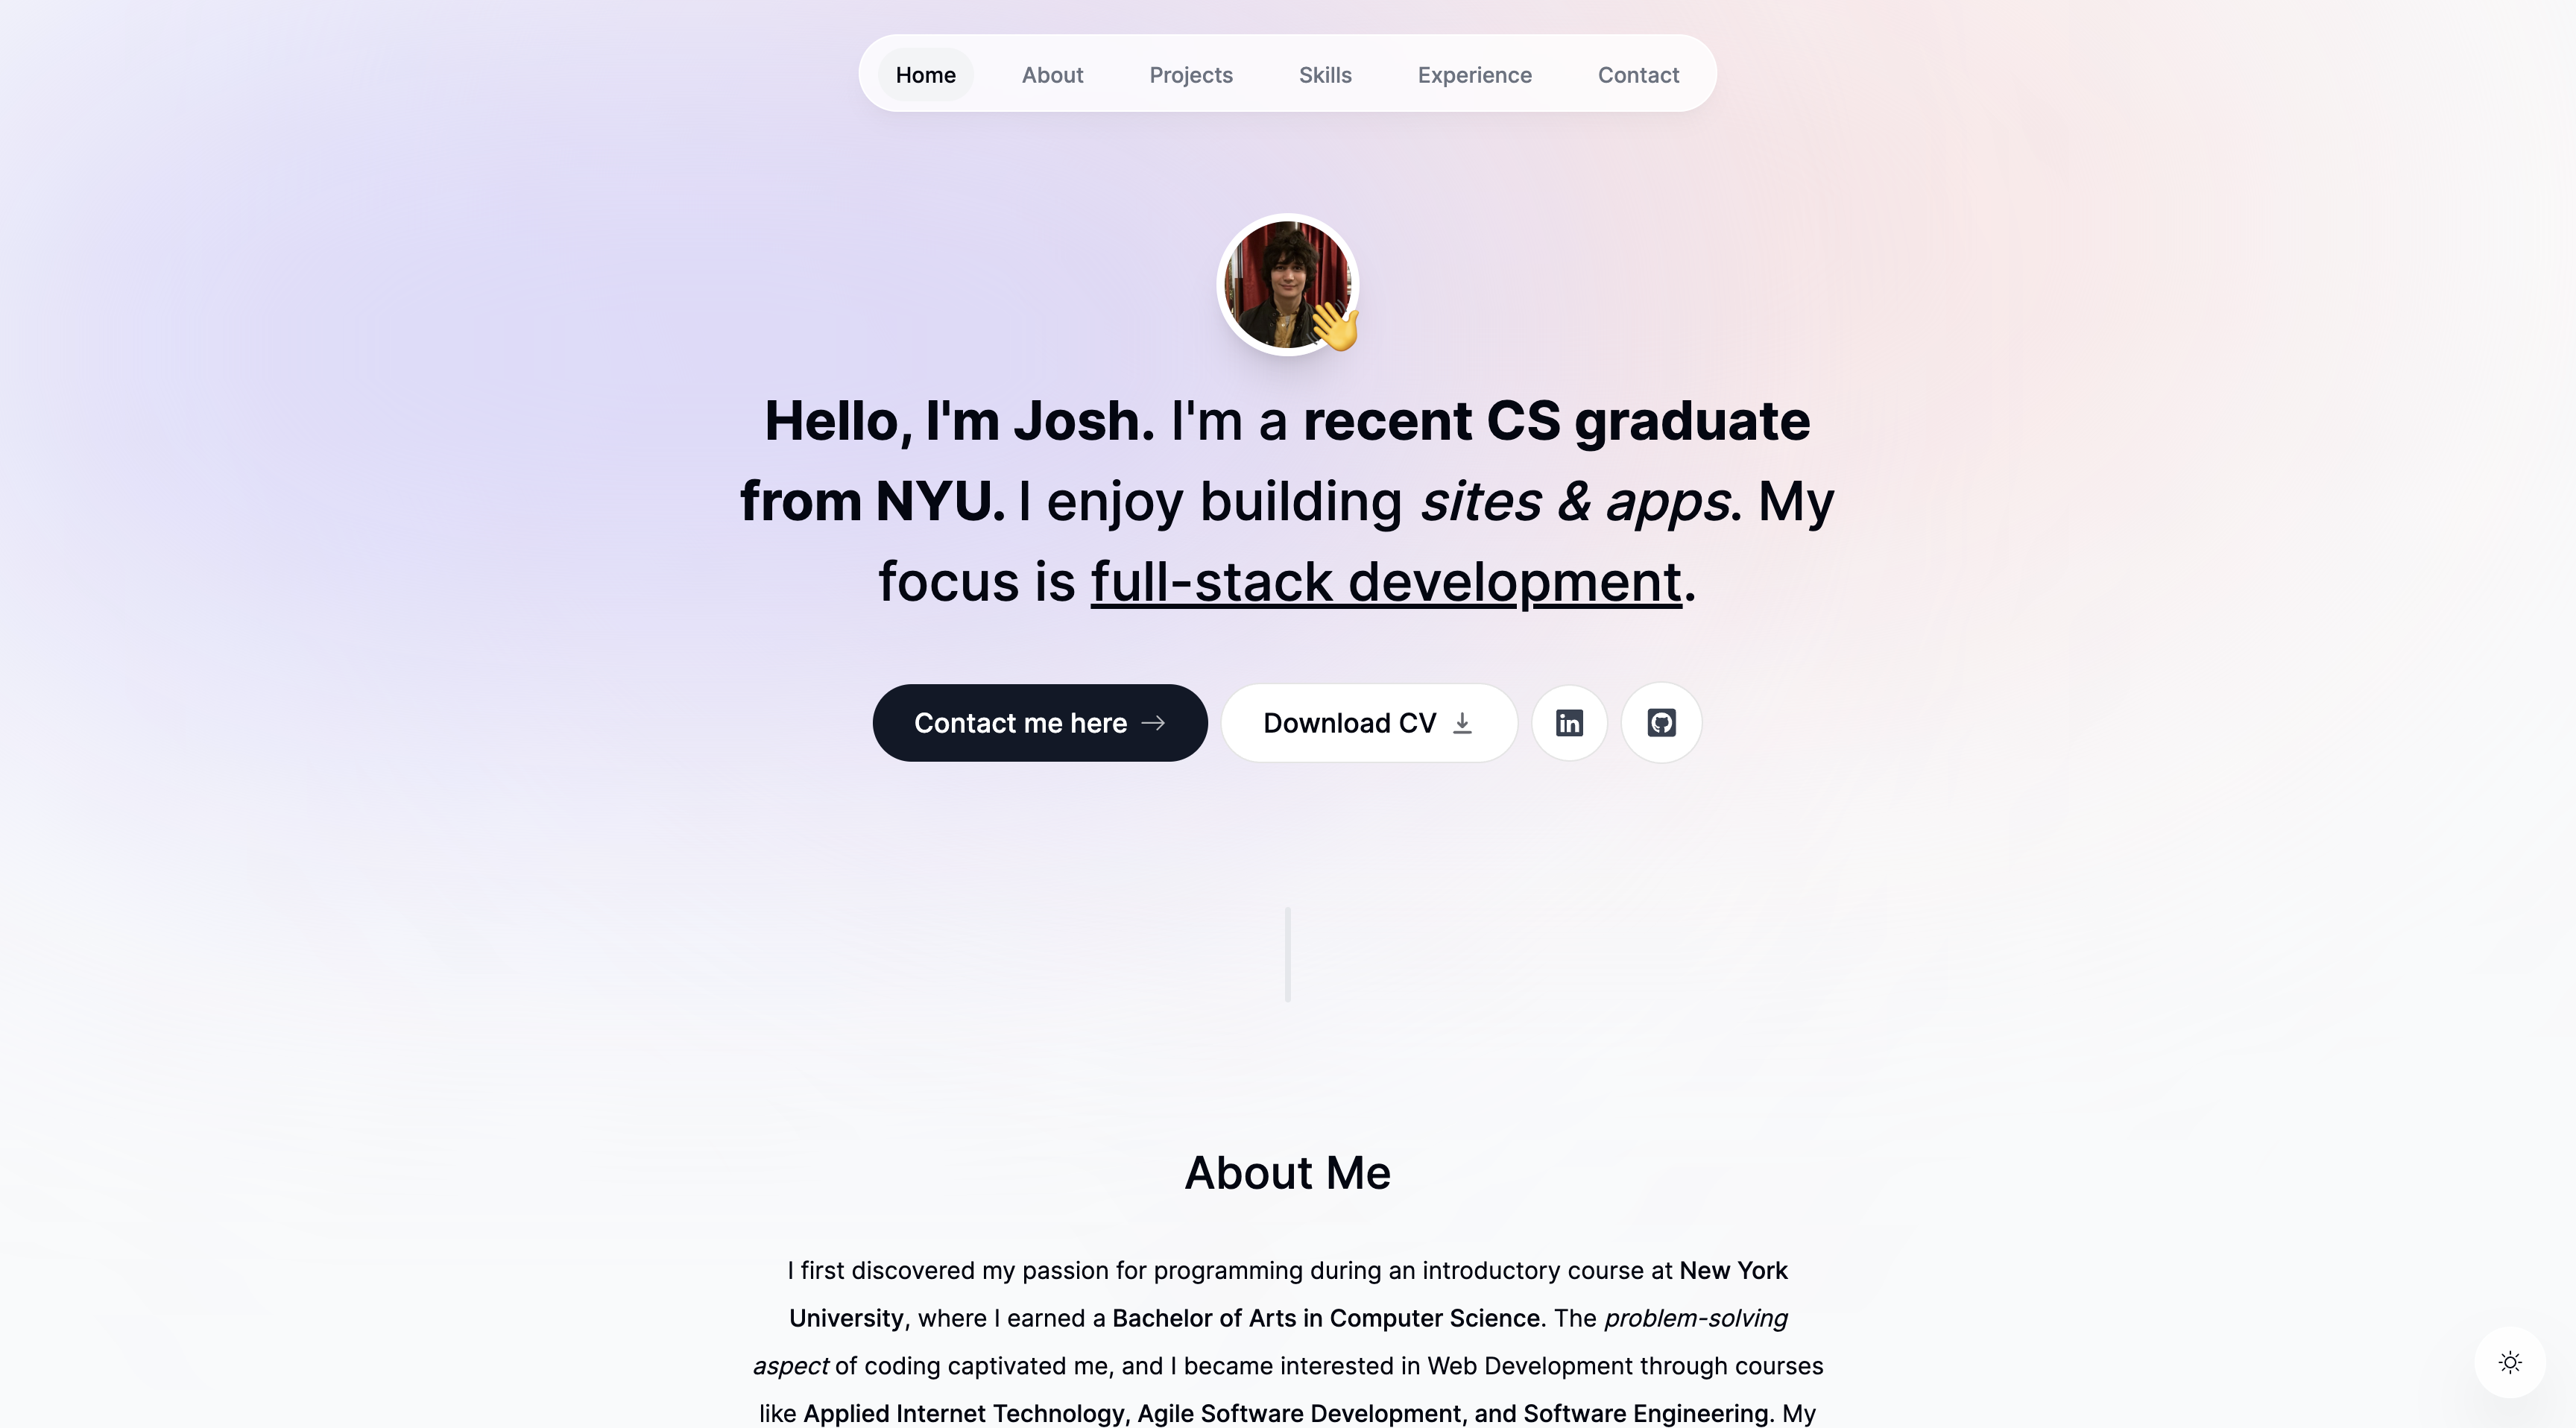 Home About Projects Skills Experience Contact
Hello, I'm Josh. I'm a recent CS graduate
from NYU. I enjoy building sites & apps. My
focus is full-stack development.
Contact me here Download CV in
About Me
I first discovered my passion for programming during an introductory course at New York
University, where I earned a Bachelor of Arts in Computer Science. The problem-solving
aspect of coding captivated me, and I became interested in Web Development through courses
like Applied Internet Technology, Agile Software Development, and Software Engineering. My